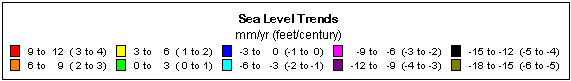 Sea Level Trends
mm/yr (feet/century)
9 to 12 ( 3 to 4) 3 to 6 ( 1 to 2) -3 to 0 (-1 to 0) -9 to -6 (-3 to -2) -15 to -12 (-5 to -4)
6 to 9 ( 2 to 3) 0 to 3 ( 0 to 1) -6 to -3 (-2 to -1) -12 to -9 (-4 to -3) -18 to -15 (-6 to -5)